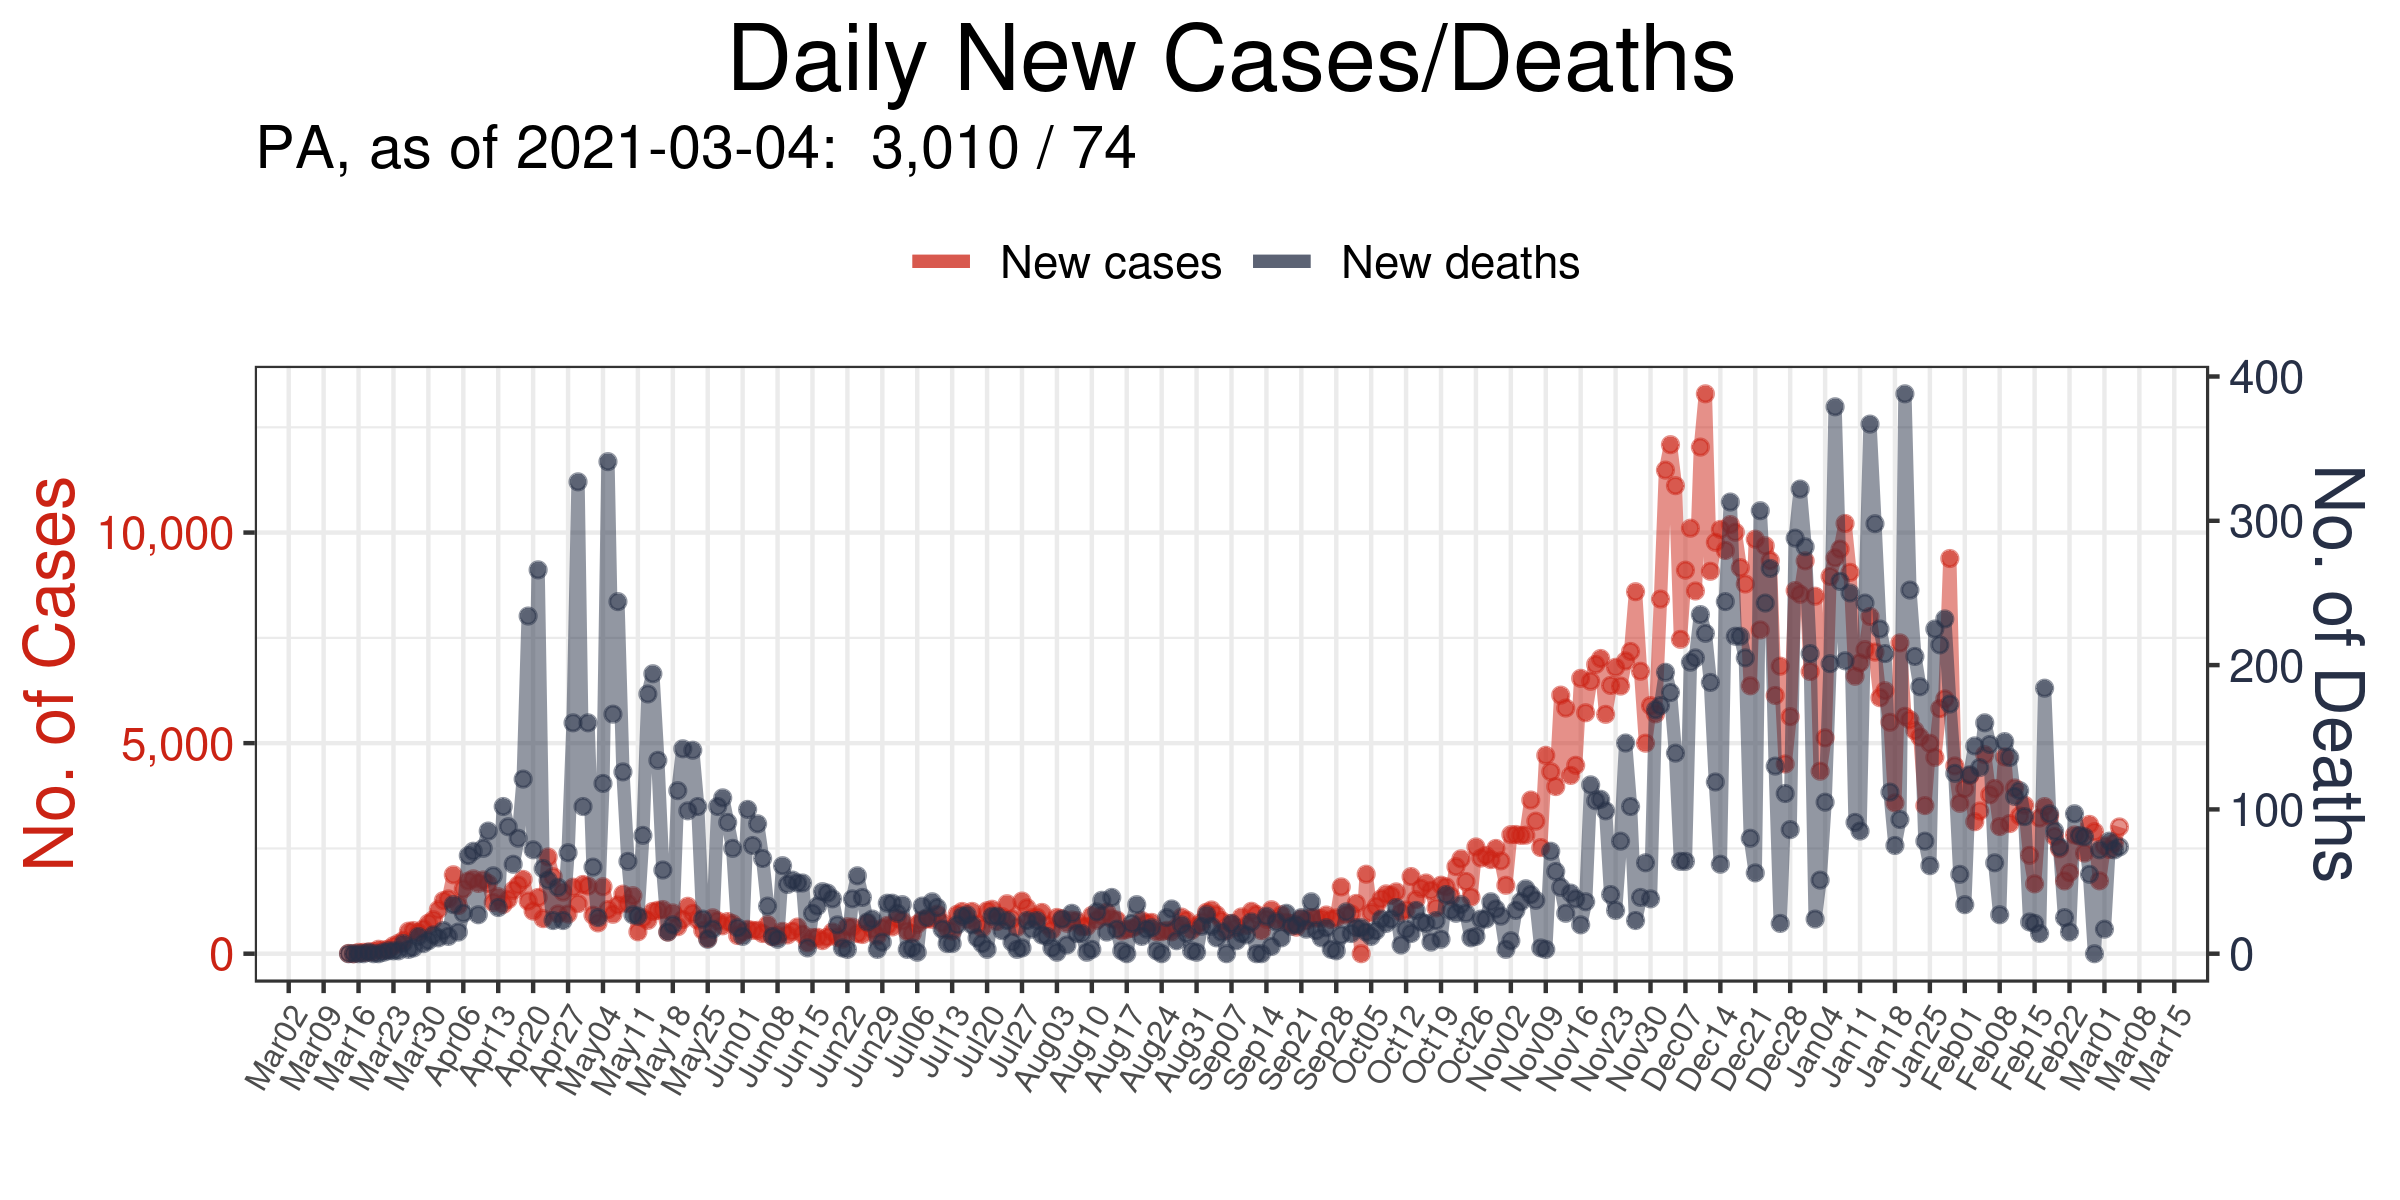 Daily New Cases/Deaths
PA, as of 2021-03-04:  3,010 / 74
New cases
New deaths
No. of Cases
10,000
5,000
0
400
300
200
100
0
No. of Deaths
Mar02
Mar09
Mar16
Mar23
Mar30
Apr06
Apr13
Apr20
Apr27
May04
May11
May18
May25
Jun01
Jun08
Jun15
Jun22
Jun29
Jul06
Jul13
Jul20
Jul27
Aug03
Aug10
Aug17
Aug24
Aug31
Sep07
Sep14
Sep21
Sep28
Oct05
Oct12
Oct19
Oct26
Nov02
Nov09
Nov16
Nov23
Nov30
Dec07
Dec14
Dec21
Dec28
Jan04
Jan11
Jan18
Jan25
Feb01
Feb08
Feb15
Feb22
Mar01
Mar08
Mar15